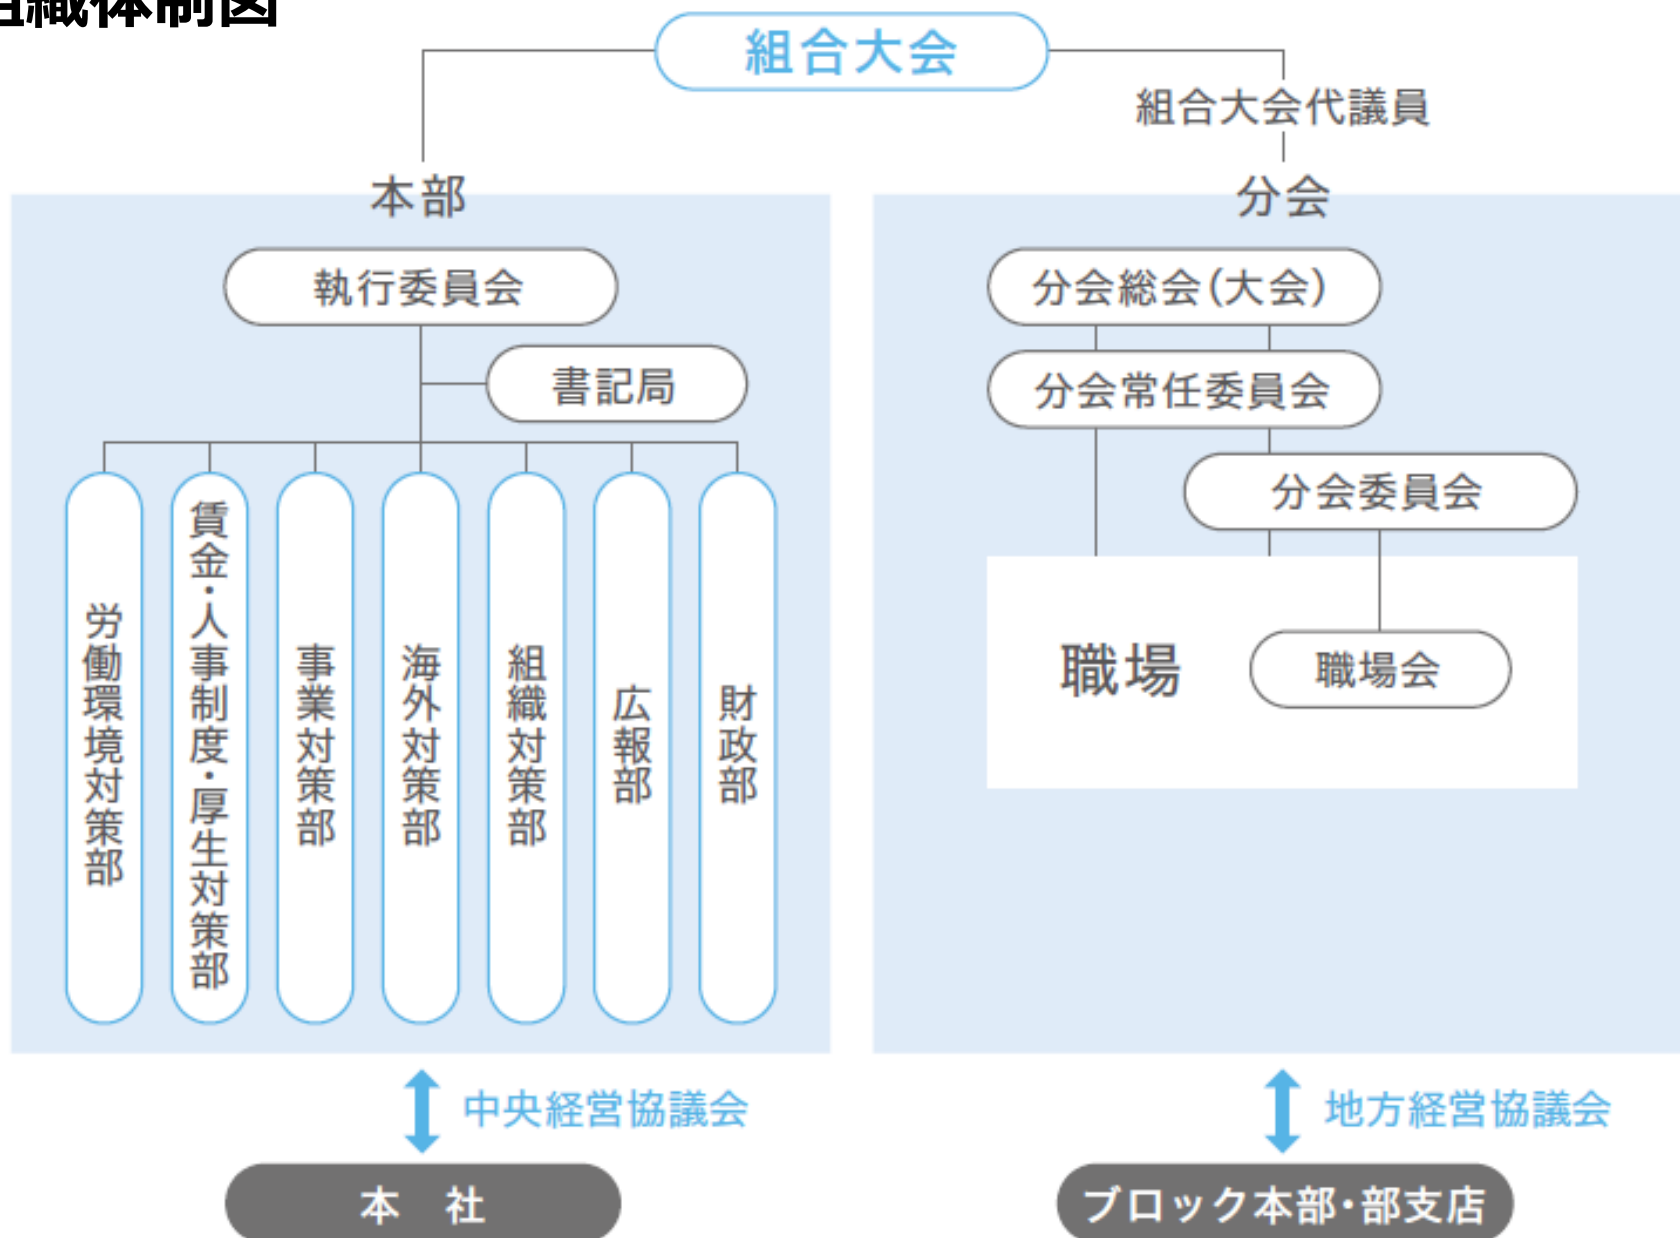 組織体制図
組合大会
組合大会代議員
本部
執行委員会
書記局
労働環境対策部
賃金・人事制度・厚生対策部
事業対策部
海外対策部
組織対策部
広報部
財政部
中央経営協議会
本　社
分会
分会総会(大会)
分会常任委員会
分会委員会
職場
職場会
地方経営協議会
ブロック本部・部支店